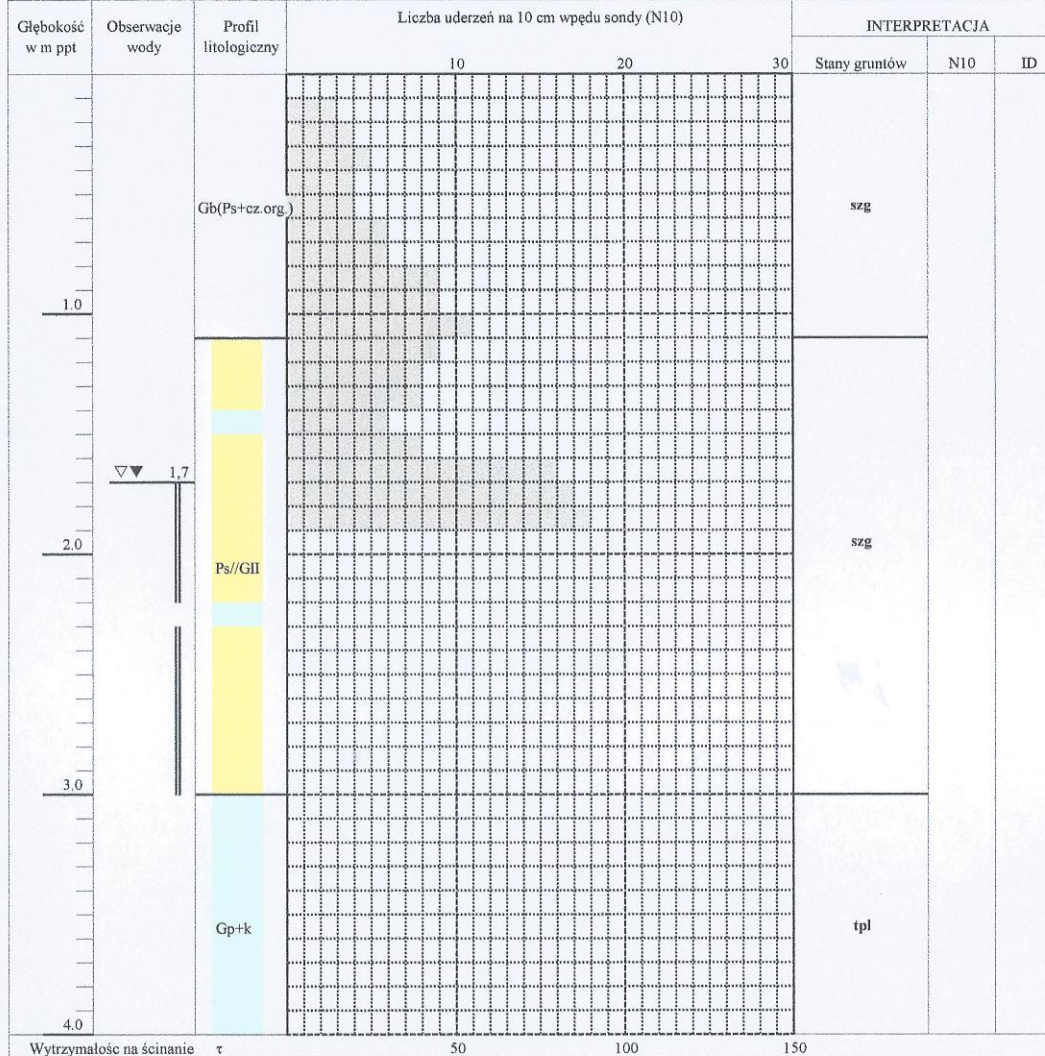 Głębokość
w m ppt
Obserwacje
wody
Profil
litologiczny
Liczba uderzeń na 10 cm wpędu sondy (N10)
10 20 30
INTERPRETACJA
Stany gruntów N10 ID
Gb(Ps+cz.org.)
szg
1.0
1,7
2.0
Ps//GII
szg
3.0
Gp+k
tpl
4.0
Wytrzymałośc na ścinanie τ 50 100 150